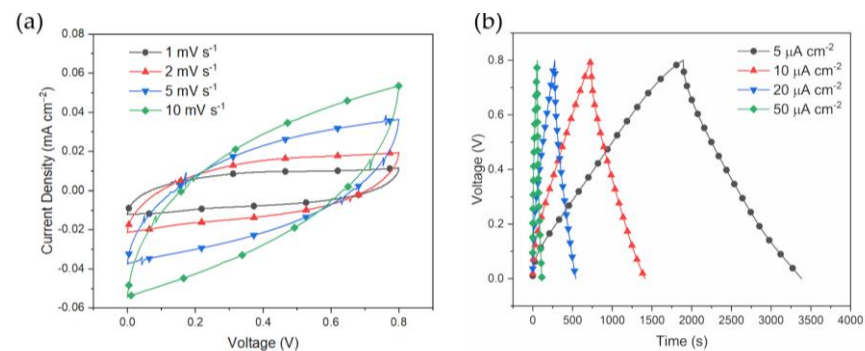 (a)
0.08
0.06
0.04
0.02
0.00
-0.02
-0.04
-0.06
Current Density (mA cm⁻²)
1 mV s⁻¹
2 mV s⁻¹
5 mV s⁻¹
10 mV s⁻¹
0.0 0.2 0.4 0.6 0.8
Voltage (V)
(b)
1.0
0.8
0.6
0.4
0.2
0.0
Voltage (V)
5 μA cm⁻²
10 μA cm⁻²
20 μA cm⁻²
50 μA cm⁻²
0 500 1000 1500 2000 2500 3000 3500 4000
Time (s)